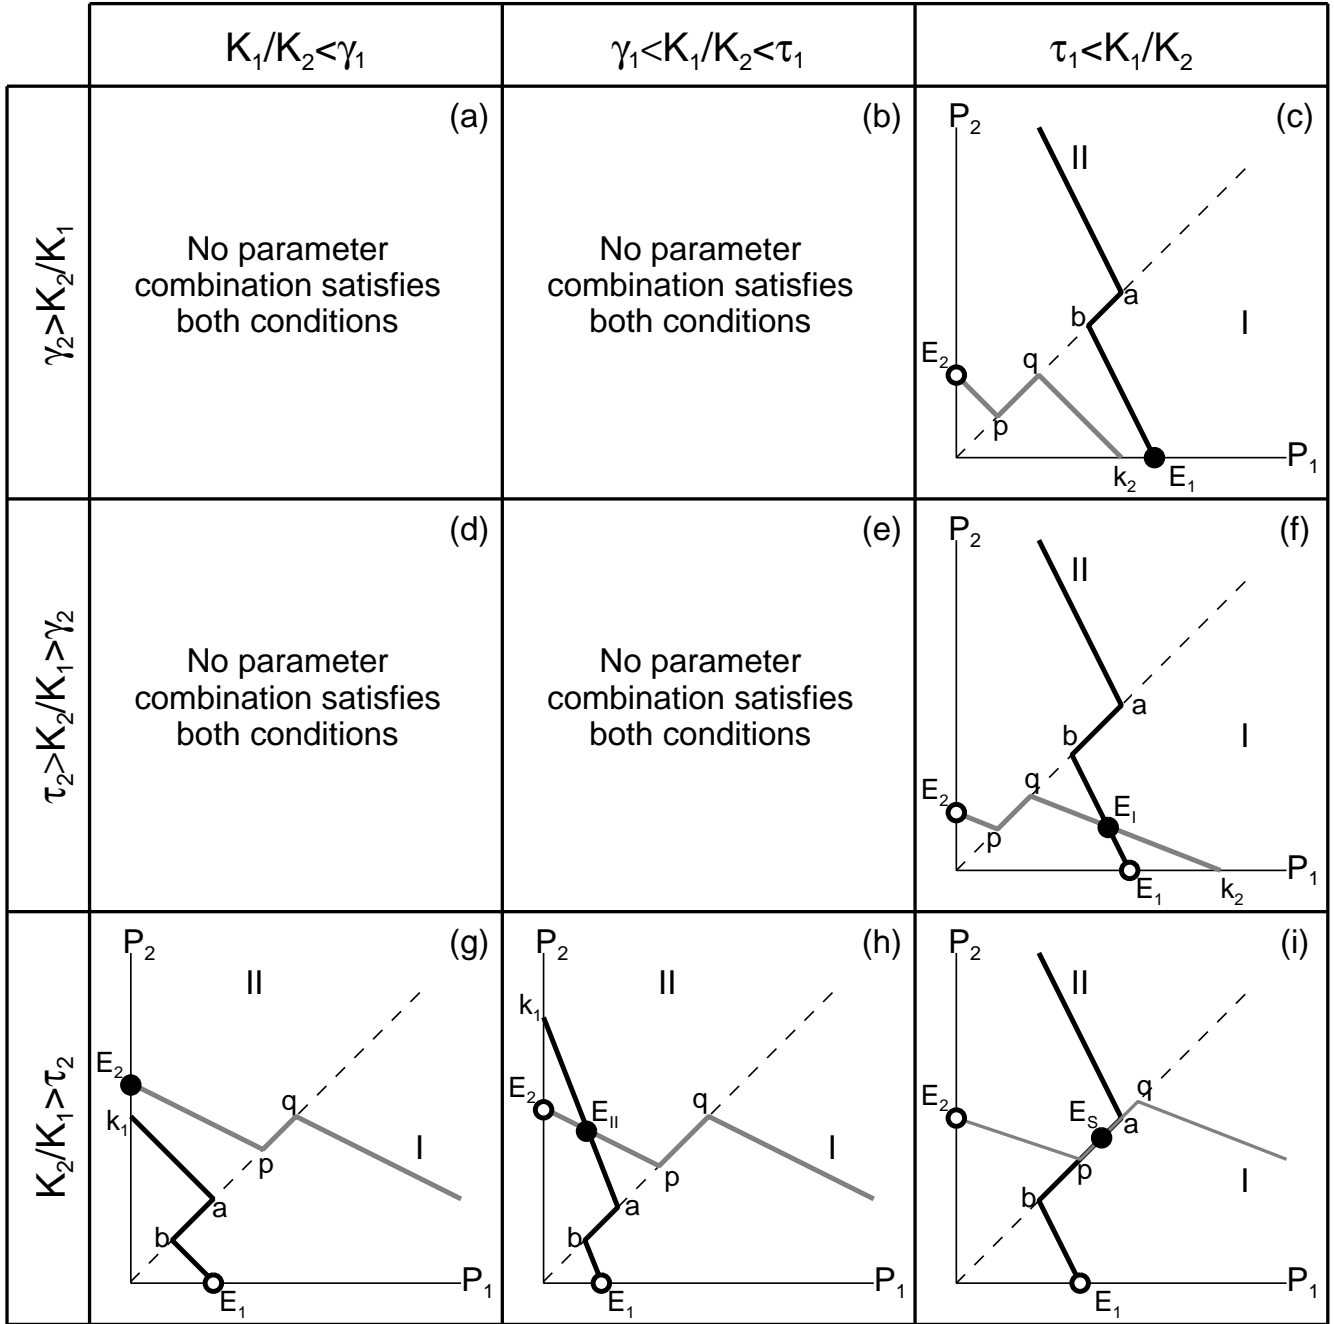 K₁/K₂<γ₁
γ₁<K₁/K₂<τ₁
τ₁<K₁/K₂
γ₂>K₂/K₁
(a)
No parameter
combination satisfies
both conditions
(b)
No parameter
combination satisfies
both conditions
(c)
P₂
II
a
b
I
E₂
q
p
P₁
k₂
E₁
τ₂>K₂/K₁>γ₂
(d)
No parameter
combination satisfies
both conditions
(e)
No parameter
combination satisfies
both conditions
(f)
P₂
II
a
b
I
q
E₂
E_I
p
P₁
E₁
k₂
K₂/K₁>τ₂
(g)
P₂
II
E₂
q
k₁
I
p
a
b
P₁
E₁
(h)
P₂
II
k₁
E₂
E_II
q
I
p
a
b
P₁
E₁
(i)
P₂
II
q
E₂
E_S
a
p
I
b
P₁
E₁